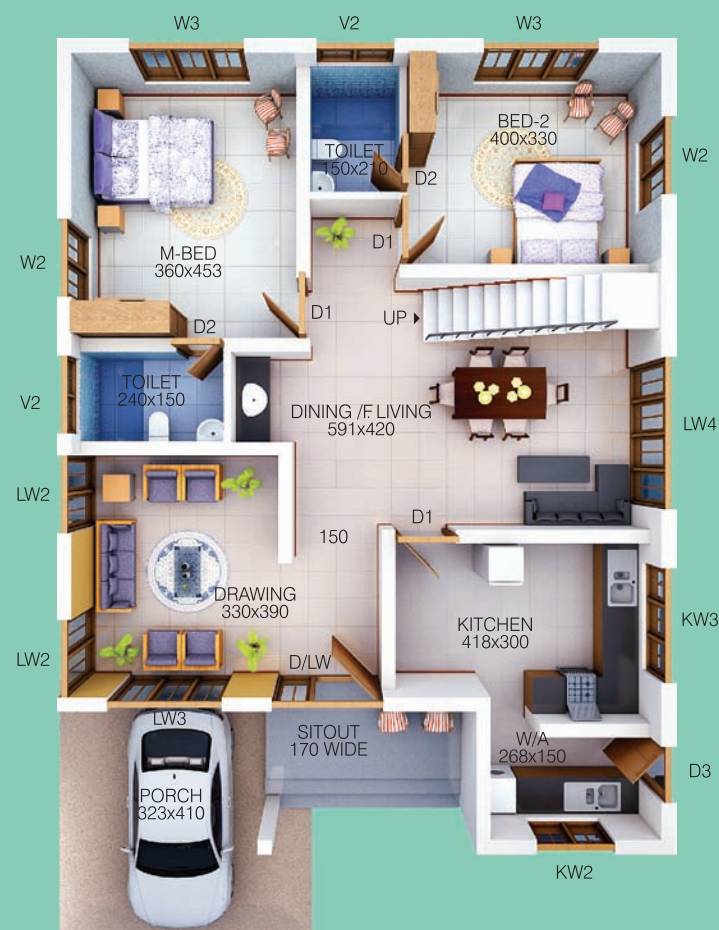 W3
V2
W3
BED-2
400x330
TOILET
150x210
W2
D2
D1
M-BED
360x453
W2
D1
UP
D2
TOILET
240x150
V2
DINING /F. LIVING
591x420
LW4
LW2
D1
150
DRAWING
330x390
KITCHEN
418x300
KW3
LW2
D/LW
LW3
SITOUT
170 WIDE
W/A
268x150
D3
PORCH
323x410
KW2